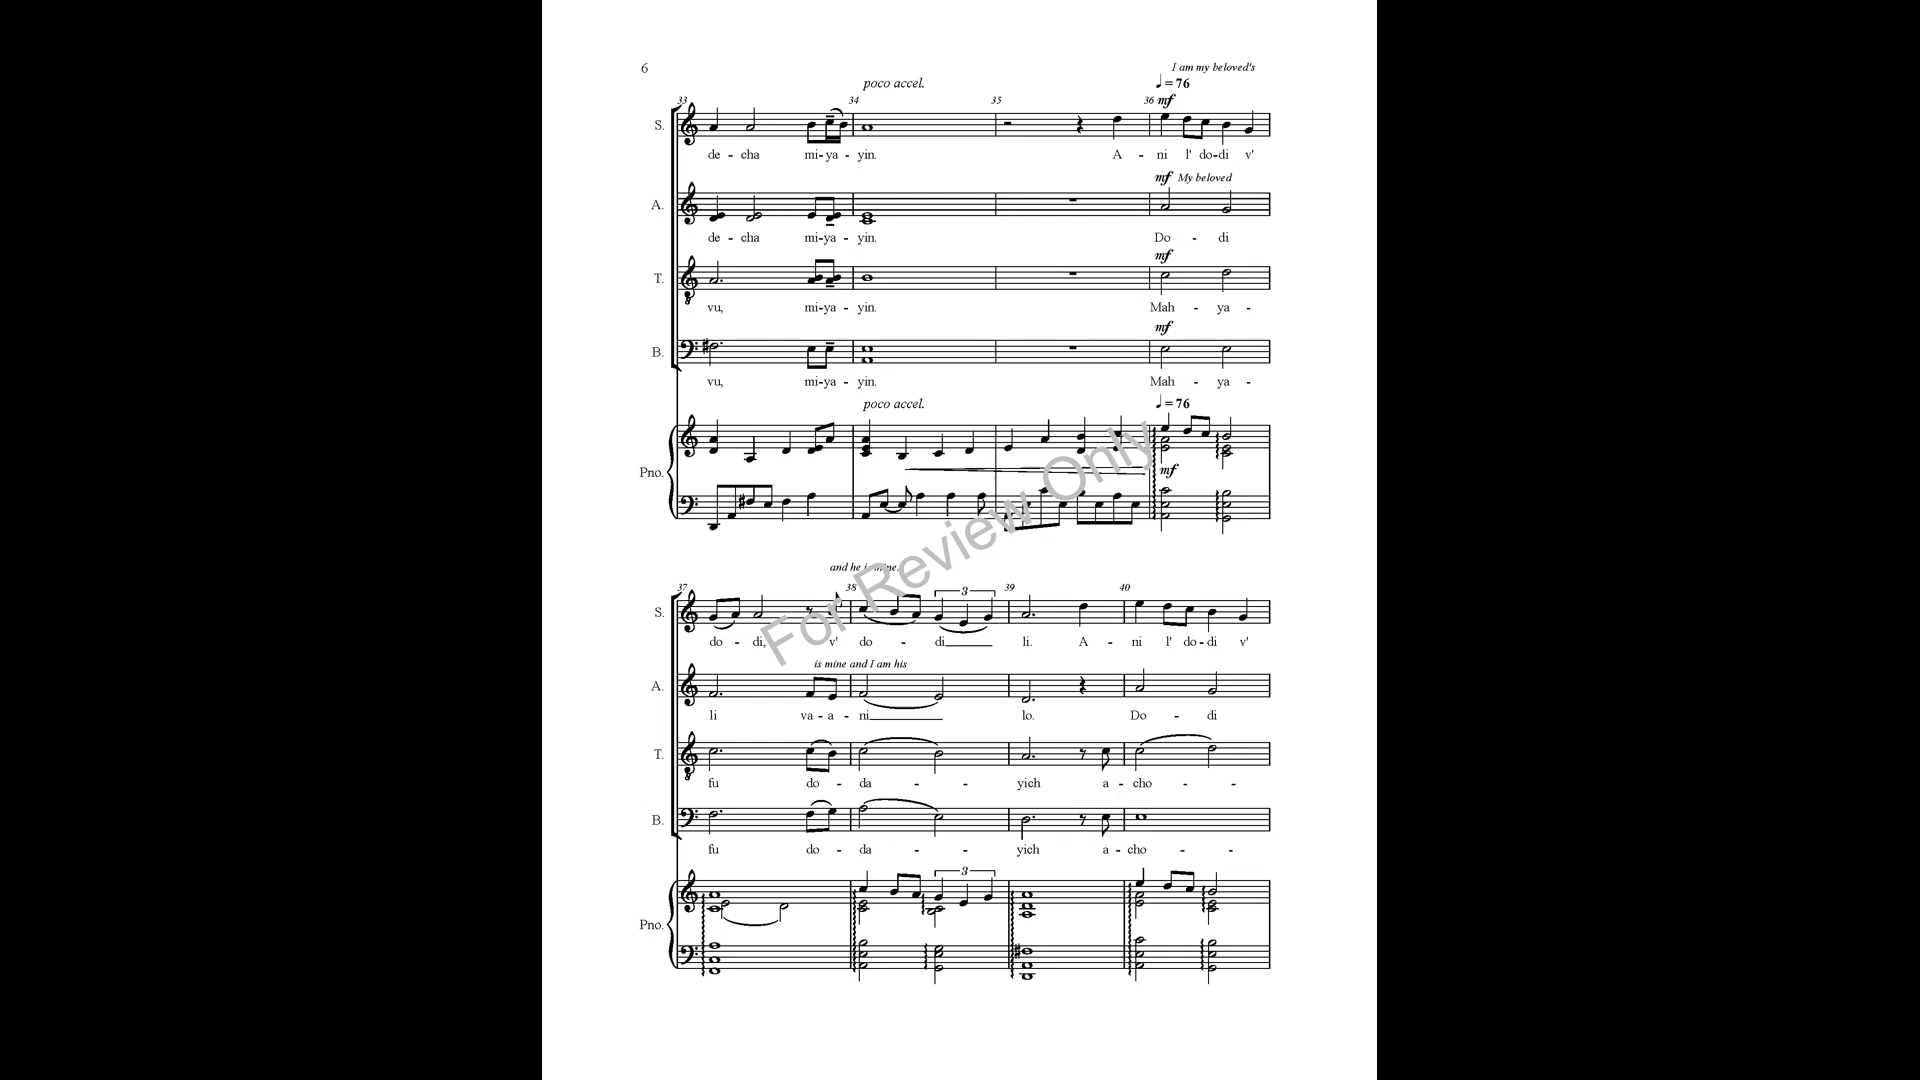 6
I am my beloved's
poco accel.
♩ = 76
33 34 35 36 mf
S.
de - cha mi - ya - yin. A - ni l' do - di v'
mf My beloved
A.
de - cha mi - ya - yin. Do - di
mf
T.
vu, mi - ya - yin. Mah - ya -
mf
B.
vu, mi - ya - yin. Mah - ya -
poco accel.
♩ = 76
Pno.
mf
For Review Only
and he is mine.
37 38 39 40
3
S.
do - di, v' do - di li. A - ni l' do - di v'
is mine and I am his
A.
li va - a - ni lo. Do - di
T.
fu do - da - - yich a - cho - -
B.
fu do - da - - yich a - cho - -
3
Pno.